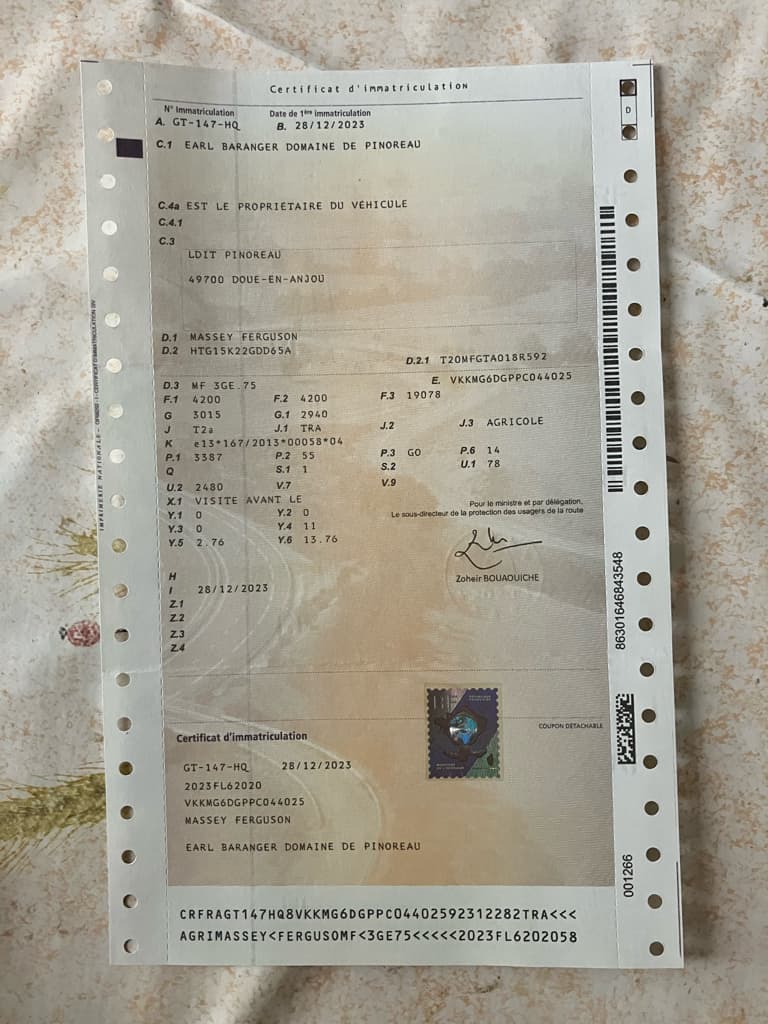 Certificat d'immatriculation
N° Immatriculation Date de 1ère immatriculation
A. GT-147-HQ B. 28/12/2023
C.1 EARL BARANGER DOMAINE DE PINOREAU
C.4a EST LE PROPRIÉTAIRE DU VÉHICULE
C.4.1
C.3
LDIT PINOREAU
49700 DOUE-EN-ANJOU
D.1 MASSEY FERGUSON
D.2 HTG15K22GDD65A D.2.1 T20MFGTA018R592
D.3 MF 3GE.75 E. VKKMG6DGPPC044025
F.1 4200 F.2 4200 F.3 19078
G 3015 G.1 2940
J T2a J.1 TRA J.2 J.3 AGRICOLE
K e13*167/2013*00058*04
P.1 3387 P.2 55 P.3 GO P.6 14
Q S.1 1 S.2 U.1 78
U.2 2480 V.7 V.9
X.1 VISITE AVANT LE
Y.1 0 Y.2 0
Y.3 0 Y.4 11
Y.5 2.76 Y.6 13.76
Pour le ministre et par délégation,
Le sous-directeur de la protection des usagers de la route
Zoheir BOUAOUICHE
H
I 28/12/2023
Z.1
Z.2
Z.3
Z.4
COUPON DÉTACHABLE
Certificat d'immatriculation
GT-147-HQ 28/12/2023
2023FL62020
VKKMG6DGPPC044025
MASSEY FERGUSON
EARL BARANGER DOMAINE DE PINOREAU
CRFRAGT147HQ8VKKMG6DGPPC04402592312282TRA<<<
AGRIMASSEY<FERGUSOMF<3GE75<<<<<2023FL6202058
D
86301646843548
001266